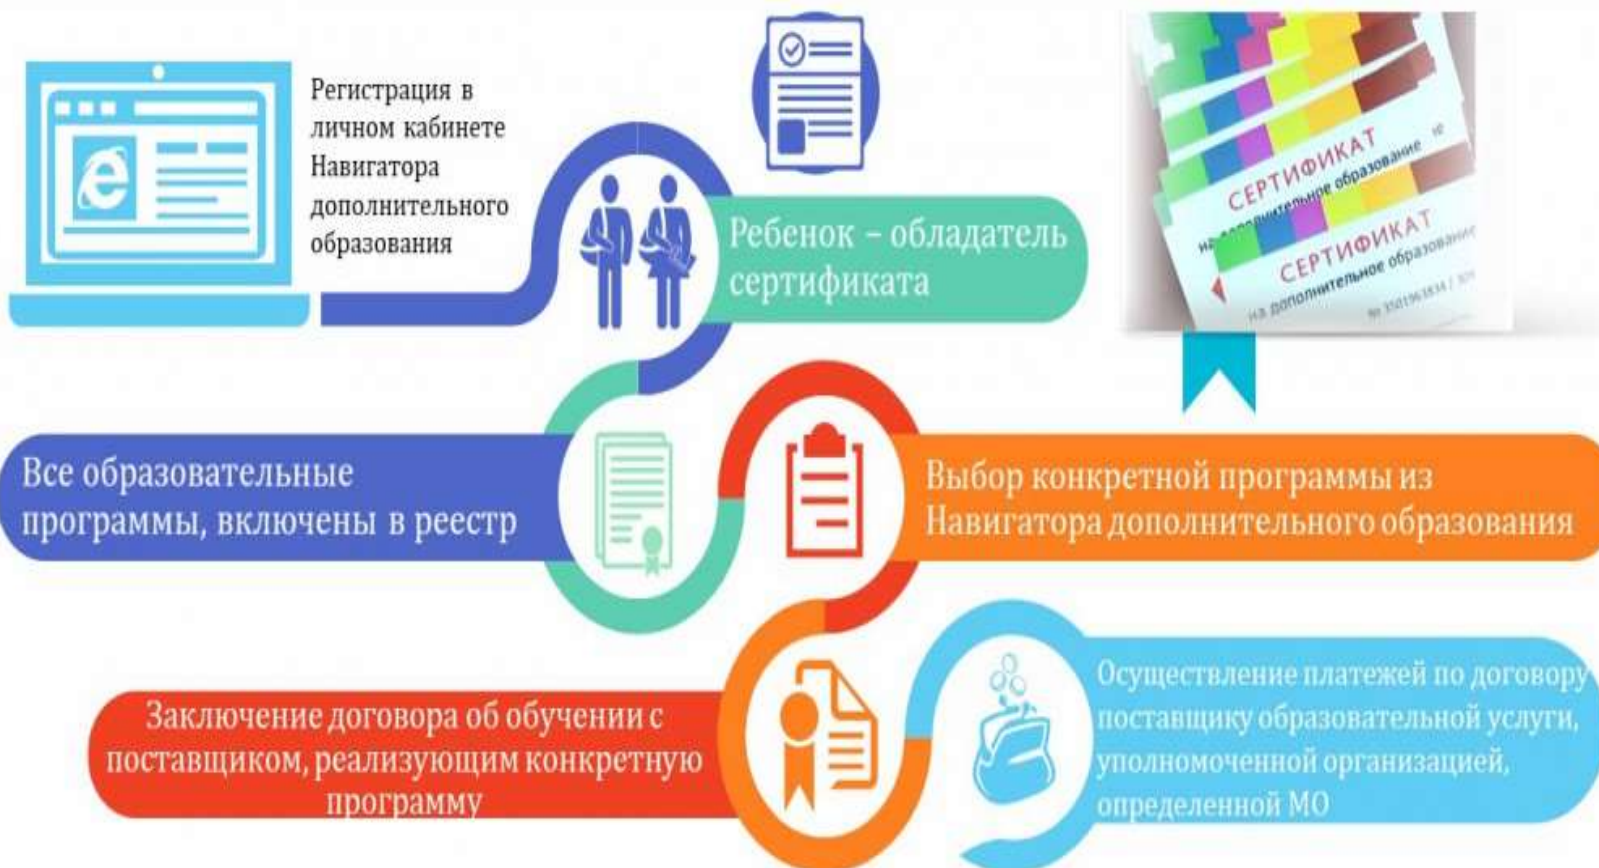 Регистрация в
личном кабинете
Навигатора
дополнительного
образования
Ребенок – обладатель
сертификата
СЕРТИФИКАТ
на дополнительное образование
СЕРТИФИКАТ
на дополнительное образование
Все образовательные
программы, включены в реестр
Выбор конкретной программы из
Навигатора дополнительного образования
Заключение договора об обучении с
поставщиком, реализующим конкретную
программу
Осуществление платежей по договору
поставщику образовательной услуги,
уполномоченной организацией,
определенной МО